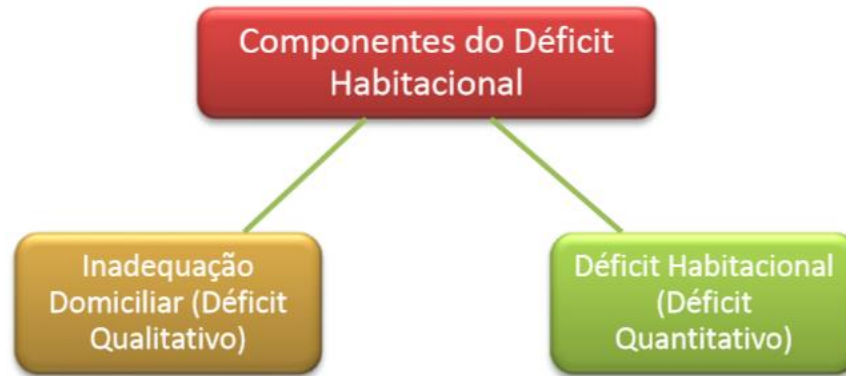 Componentes do Déficit
Habitacional
Inadequação
Domiciliar (Déficit
Qualitativo)
Déficit Habitacional
(Déficit
Quantitativo)